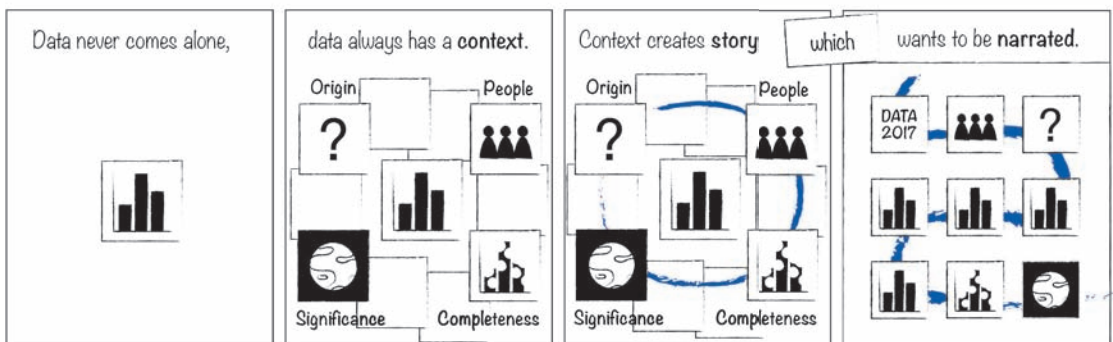 Data never comes alone,
data always has a context.
Origin
People
?
Significance
Completeness
Context creates story
Origin
People
?
Significance
Completeness
which
wants to be narrated.
DATA
2017
?